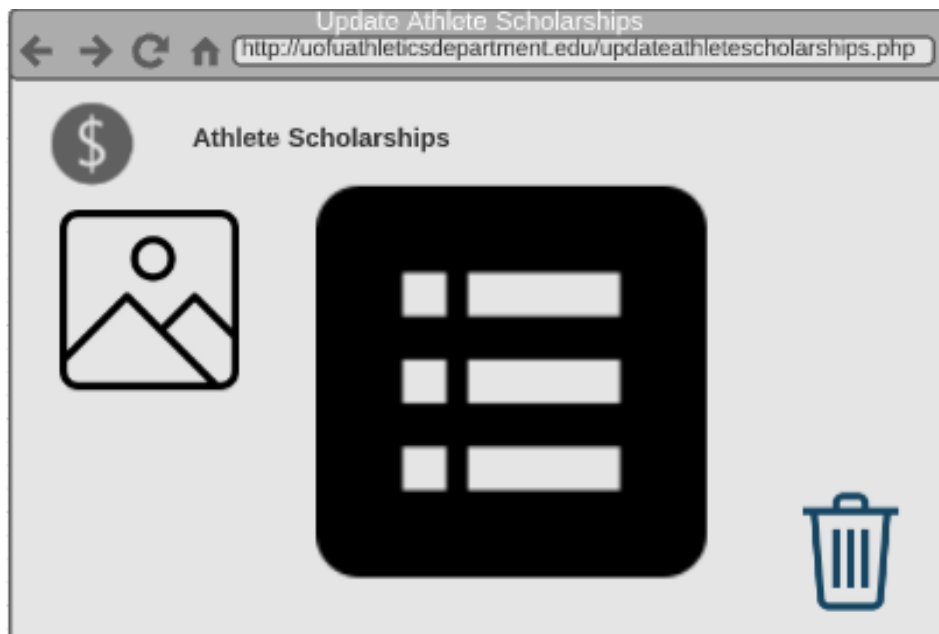 Update Athlete Scholarships
http://uofuathleticsdepartment.edu/updateathletescholarships.php
$
Athlete Scholarships